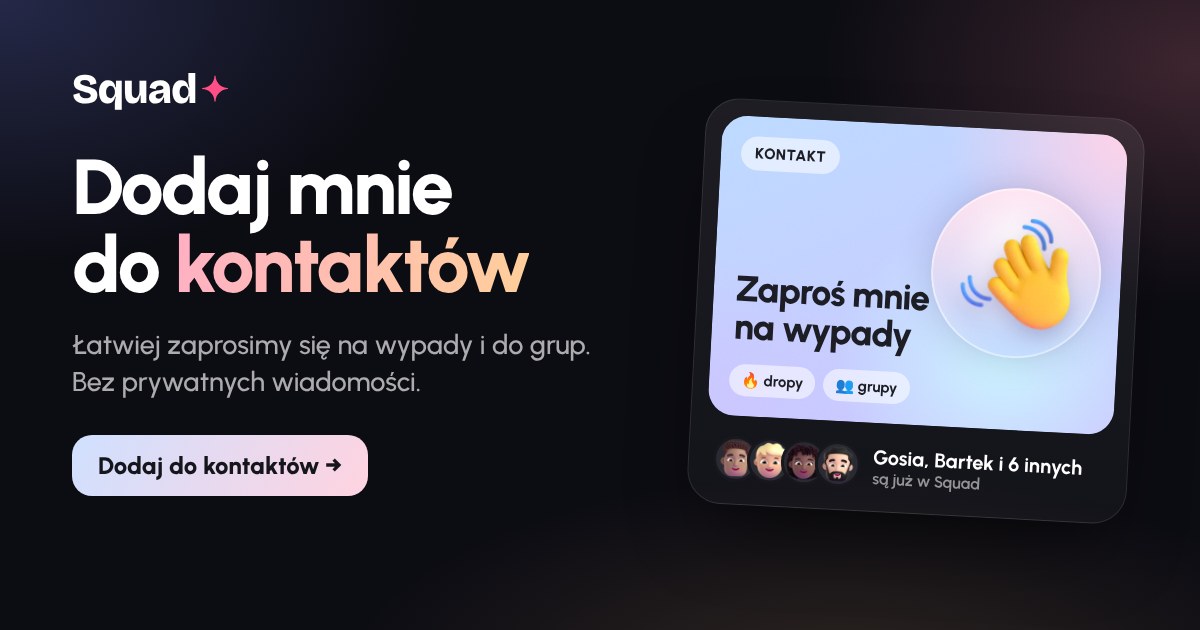 Squad
Dodaj mnie
do kontaktów
Łatwiej zaprosimy się na wypady i do grup.
Bez prywatnych wiadomości.
Dodaj do kontaktów →
KONTAKT
Zaproś mnie
na wypady
🔥 dropy
👥 grupy
Gosia, Bartek i 6 innych
są już w Squad